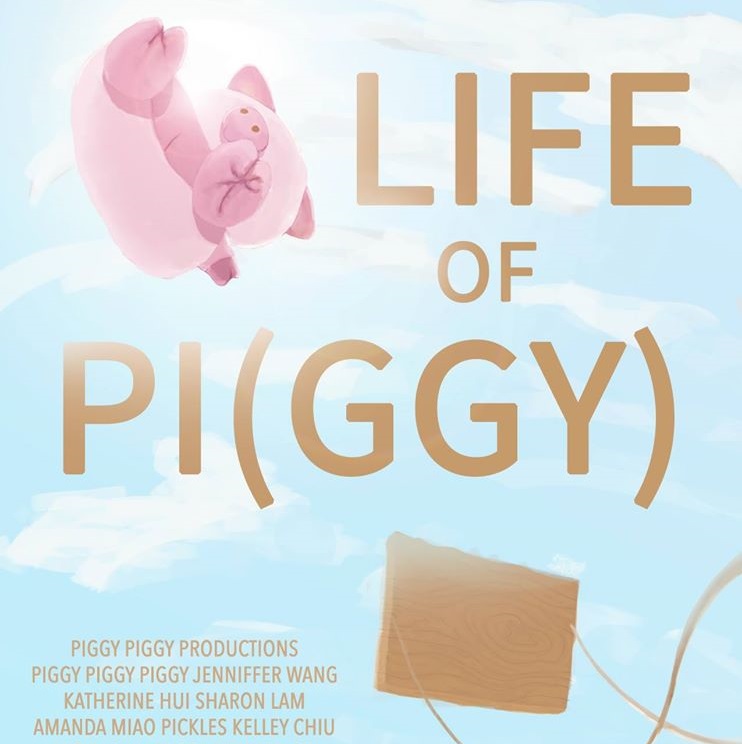 LIFE
OF
PI(GGY)
PIGGY PIGGY PRODUCTIONS
PIGGY PIGGY PIGGY JENNIFFER WANG
KATHERINE HUI SHARON LAM
AMANDA MIAO PICKLES KELLEY CHIU